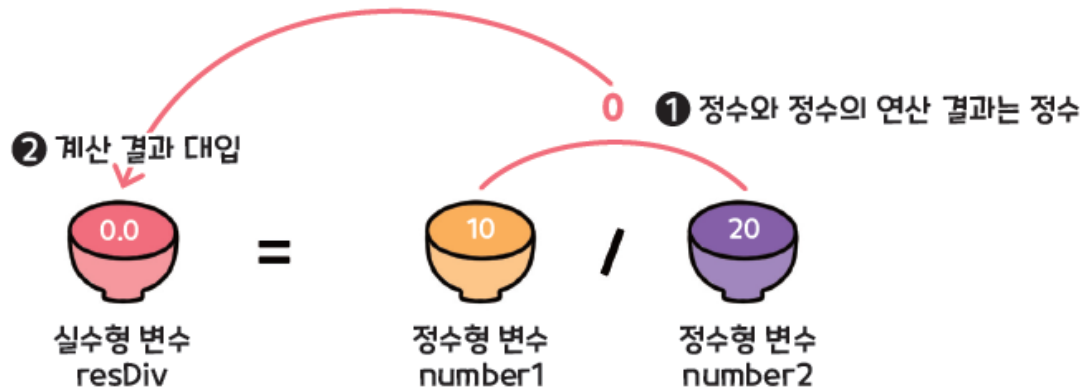 0 ❶ 정수와 정수의 연산 결과는 정수
❷ 계산 결과 대입
0.0 = 10 / 20
실수형 변수 정수형 변수 정수형 변수
resDiv number1 number2